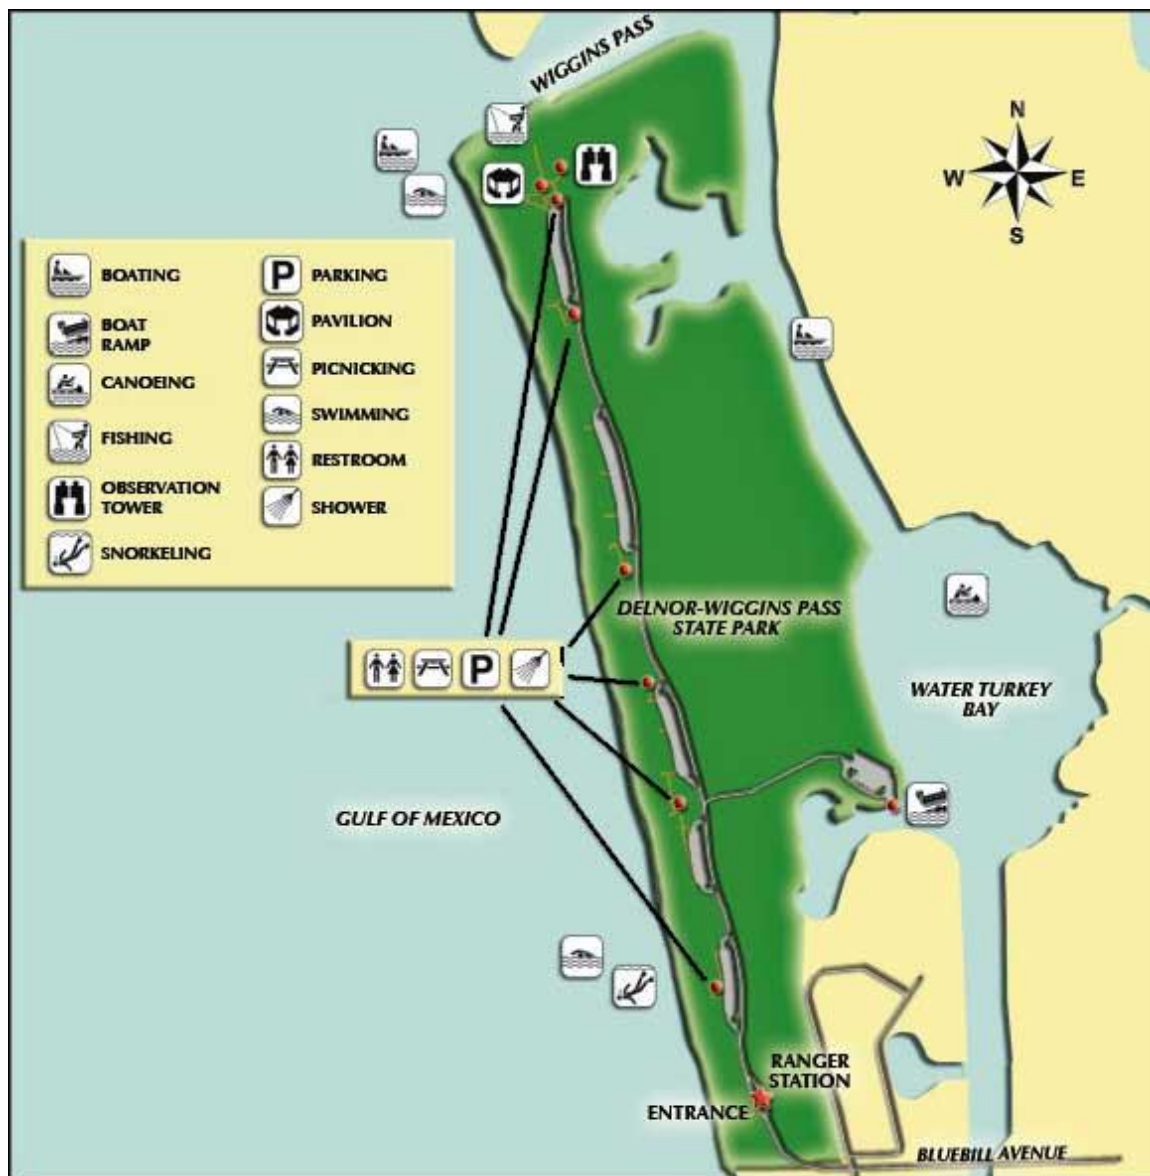 WIGGINS PASS
N
W
E
S
BOATING
BOAT
RAMP
CANOEING
FISHING
OBSERVATION
TOWER
SNORKELING
P
PARKING
PAVILION
PICNICKING
SWIMMING
RESTROOM
SHOWER
DELNOR-WIGGINS PASS
STATE PARK
P
WATER TURKEY
BAY
GULF OF MEXICO
RANGER
STATION
ENTRANCE
BLUEBILL AVENUE